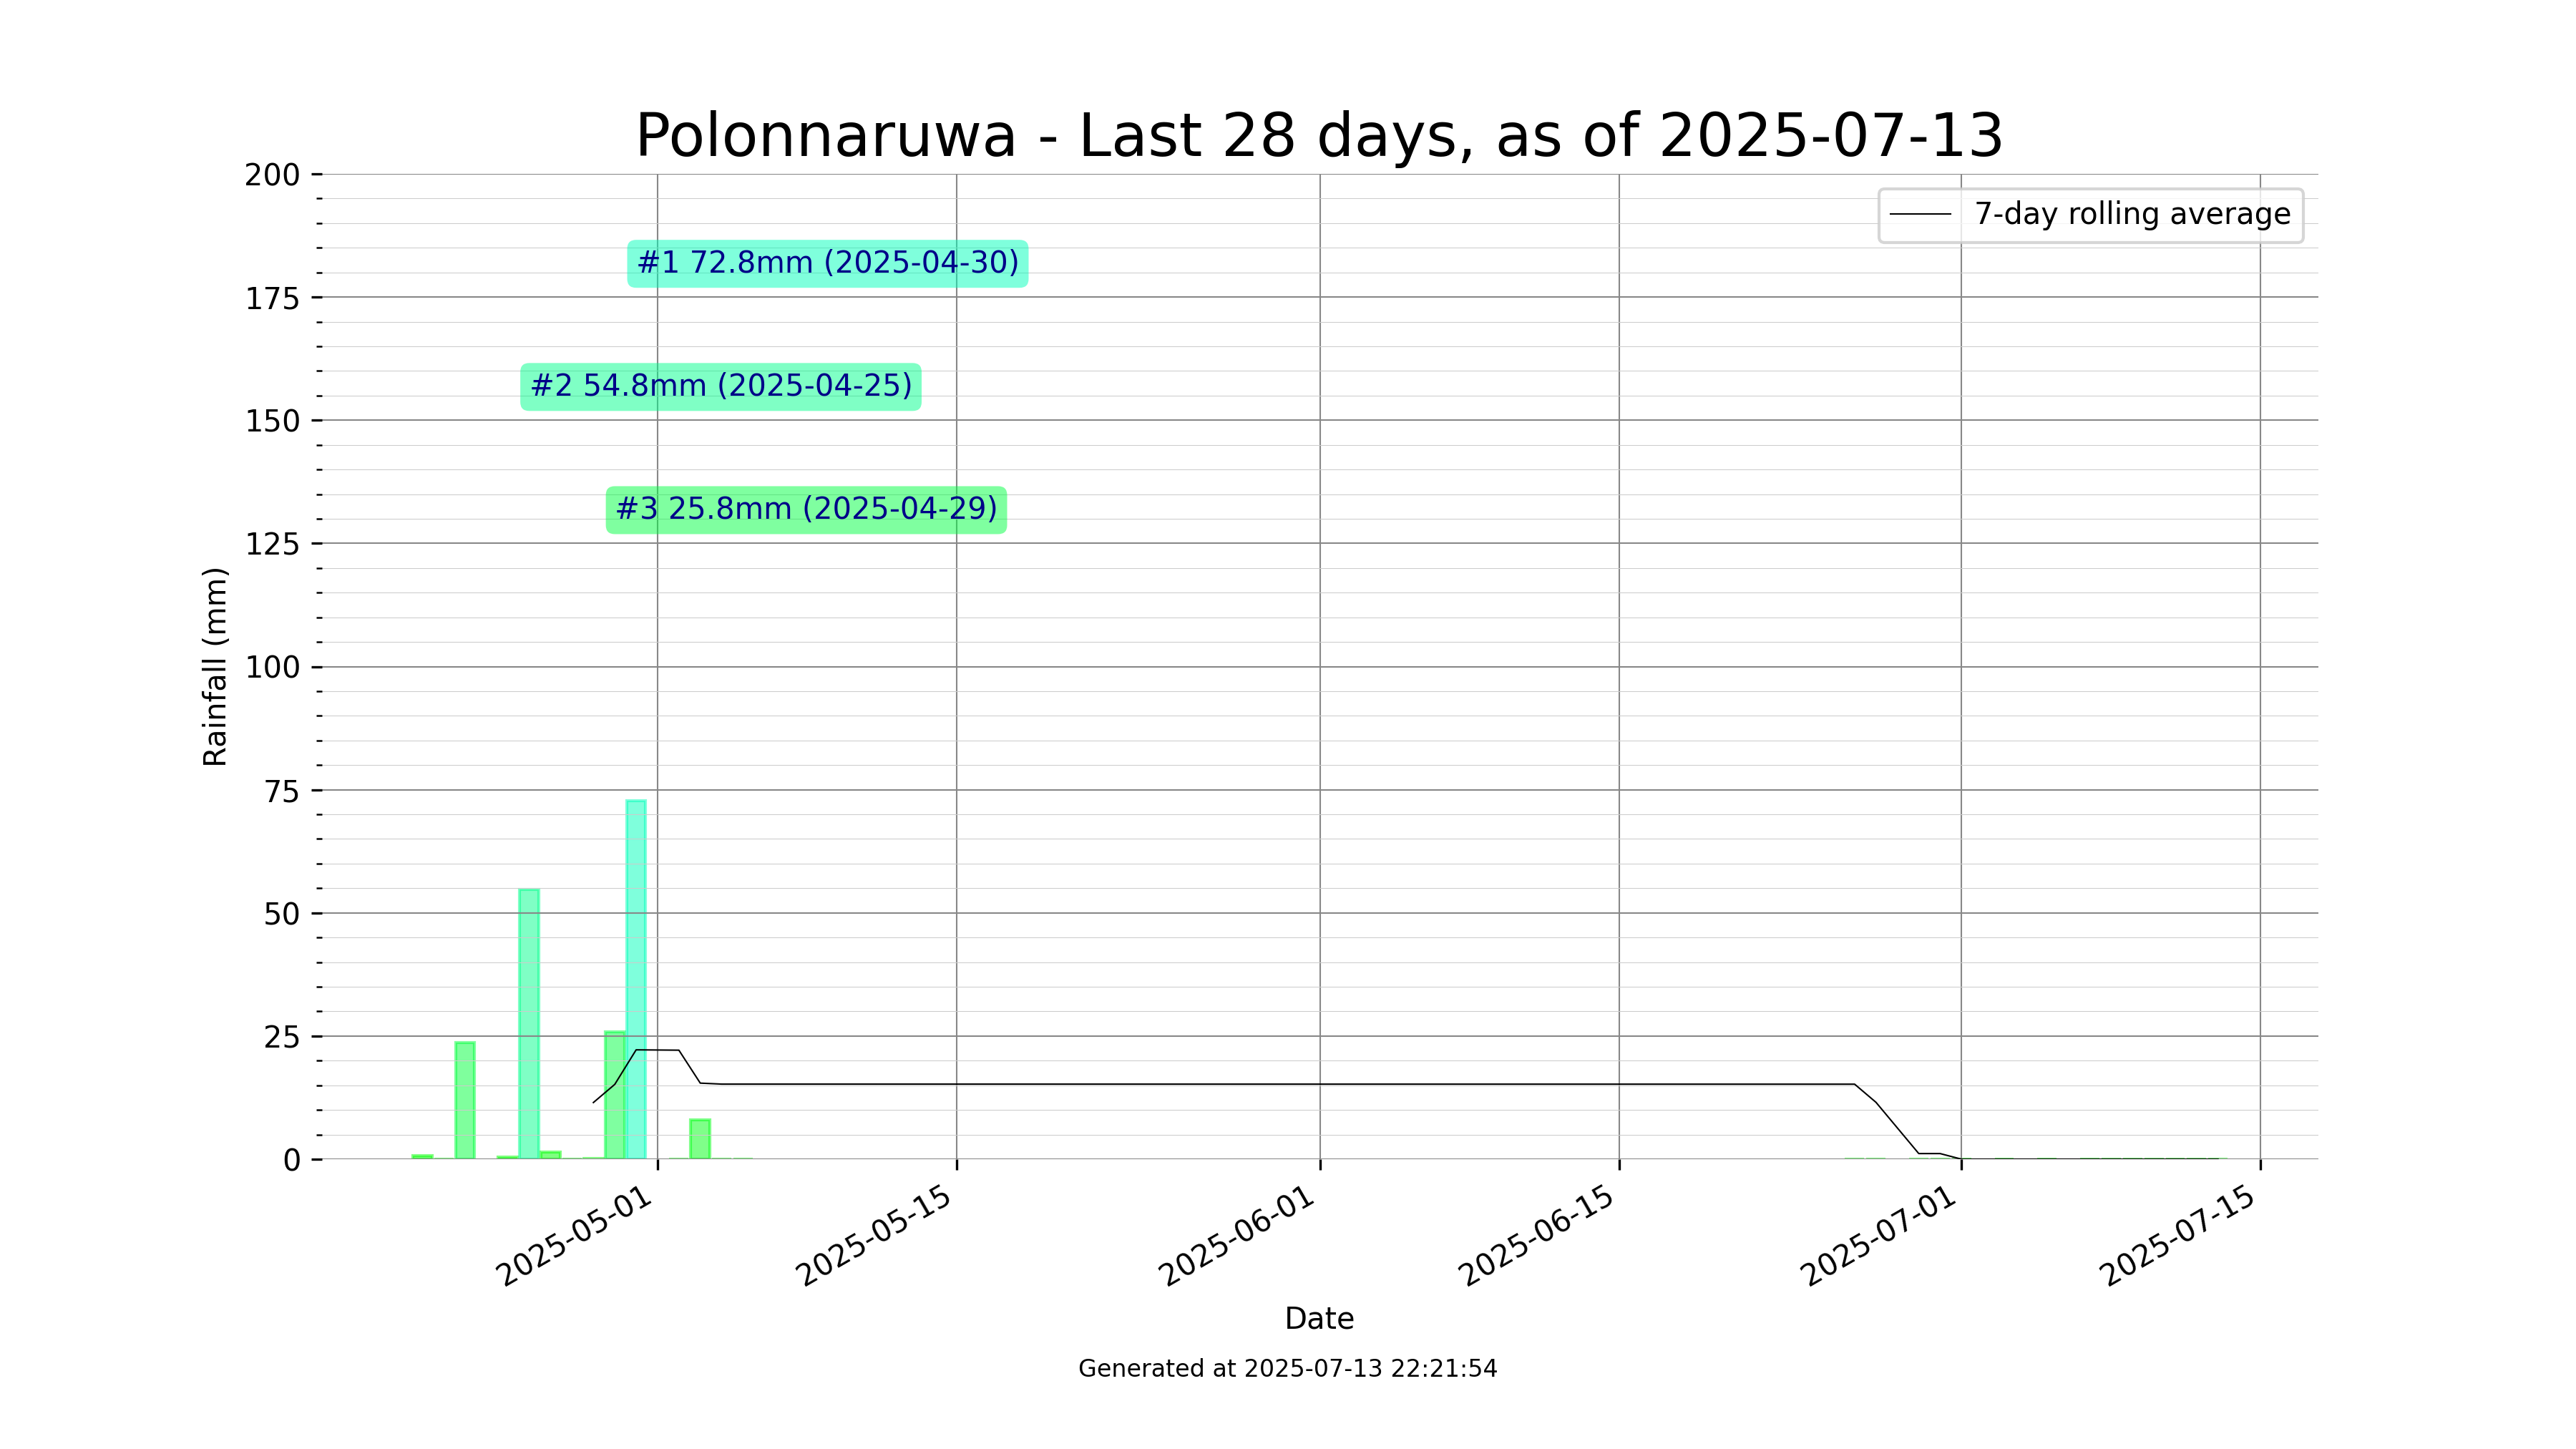 Polonnaruwa - Last 28 days, as of 2025-07-13
200
7-day rolling average
#1 72.8mm (2025-04-30)
175
#2 54.8mm (2025-04-25)
150
#3 25.8mm (2025-04-29)
125
Rainfall (mm)
100
75
50
25
0
2025-05-01
2025-05-15
2025-06-01
2025-06-15
2025-07-01
2025-07-15
Date
Generated at 2025-07-13 22:21:54